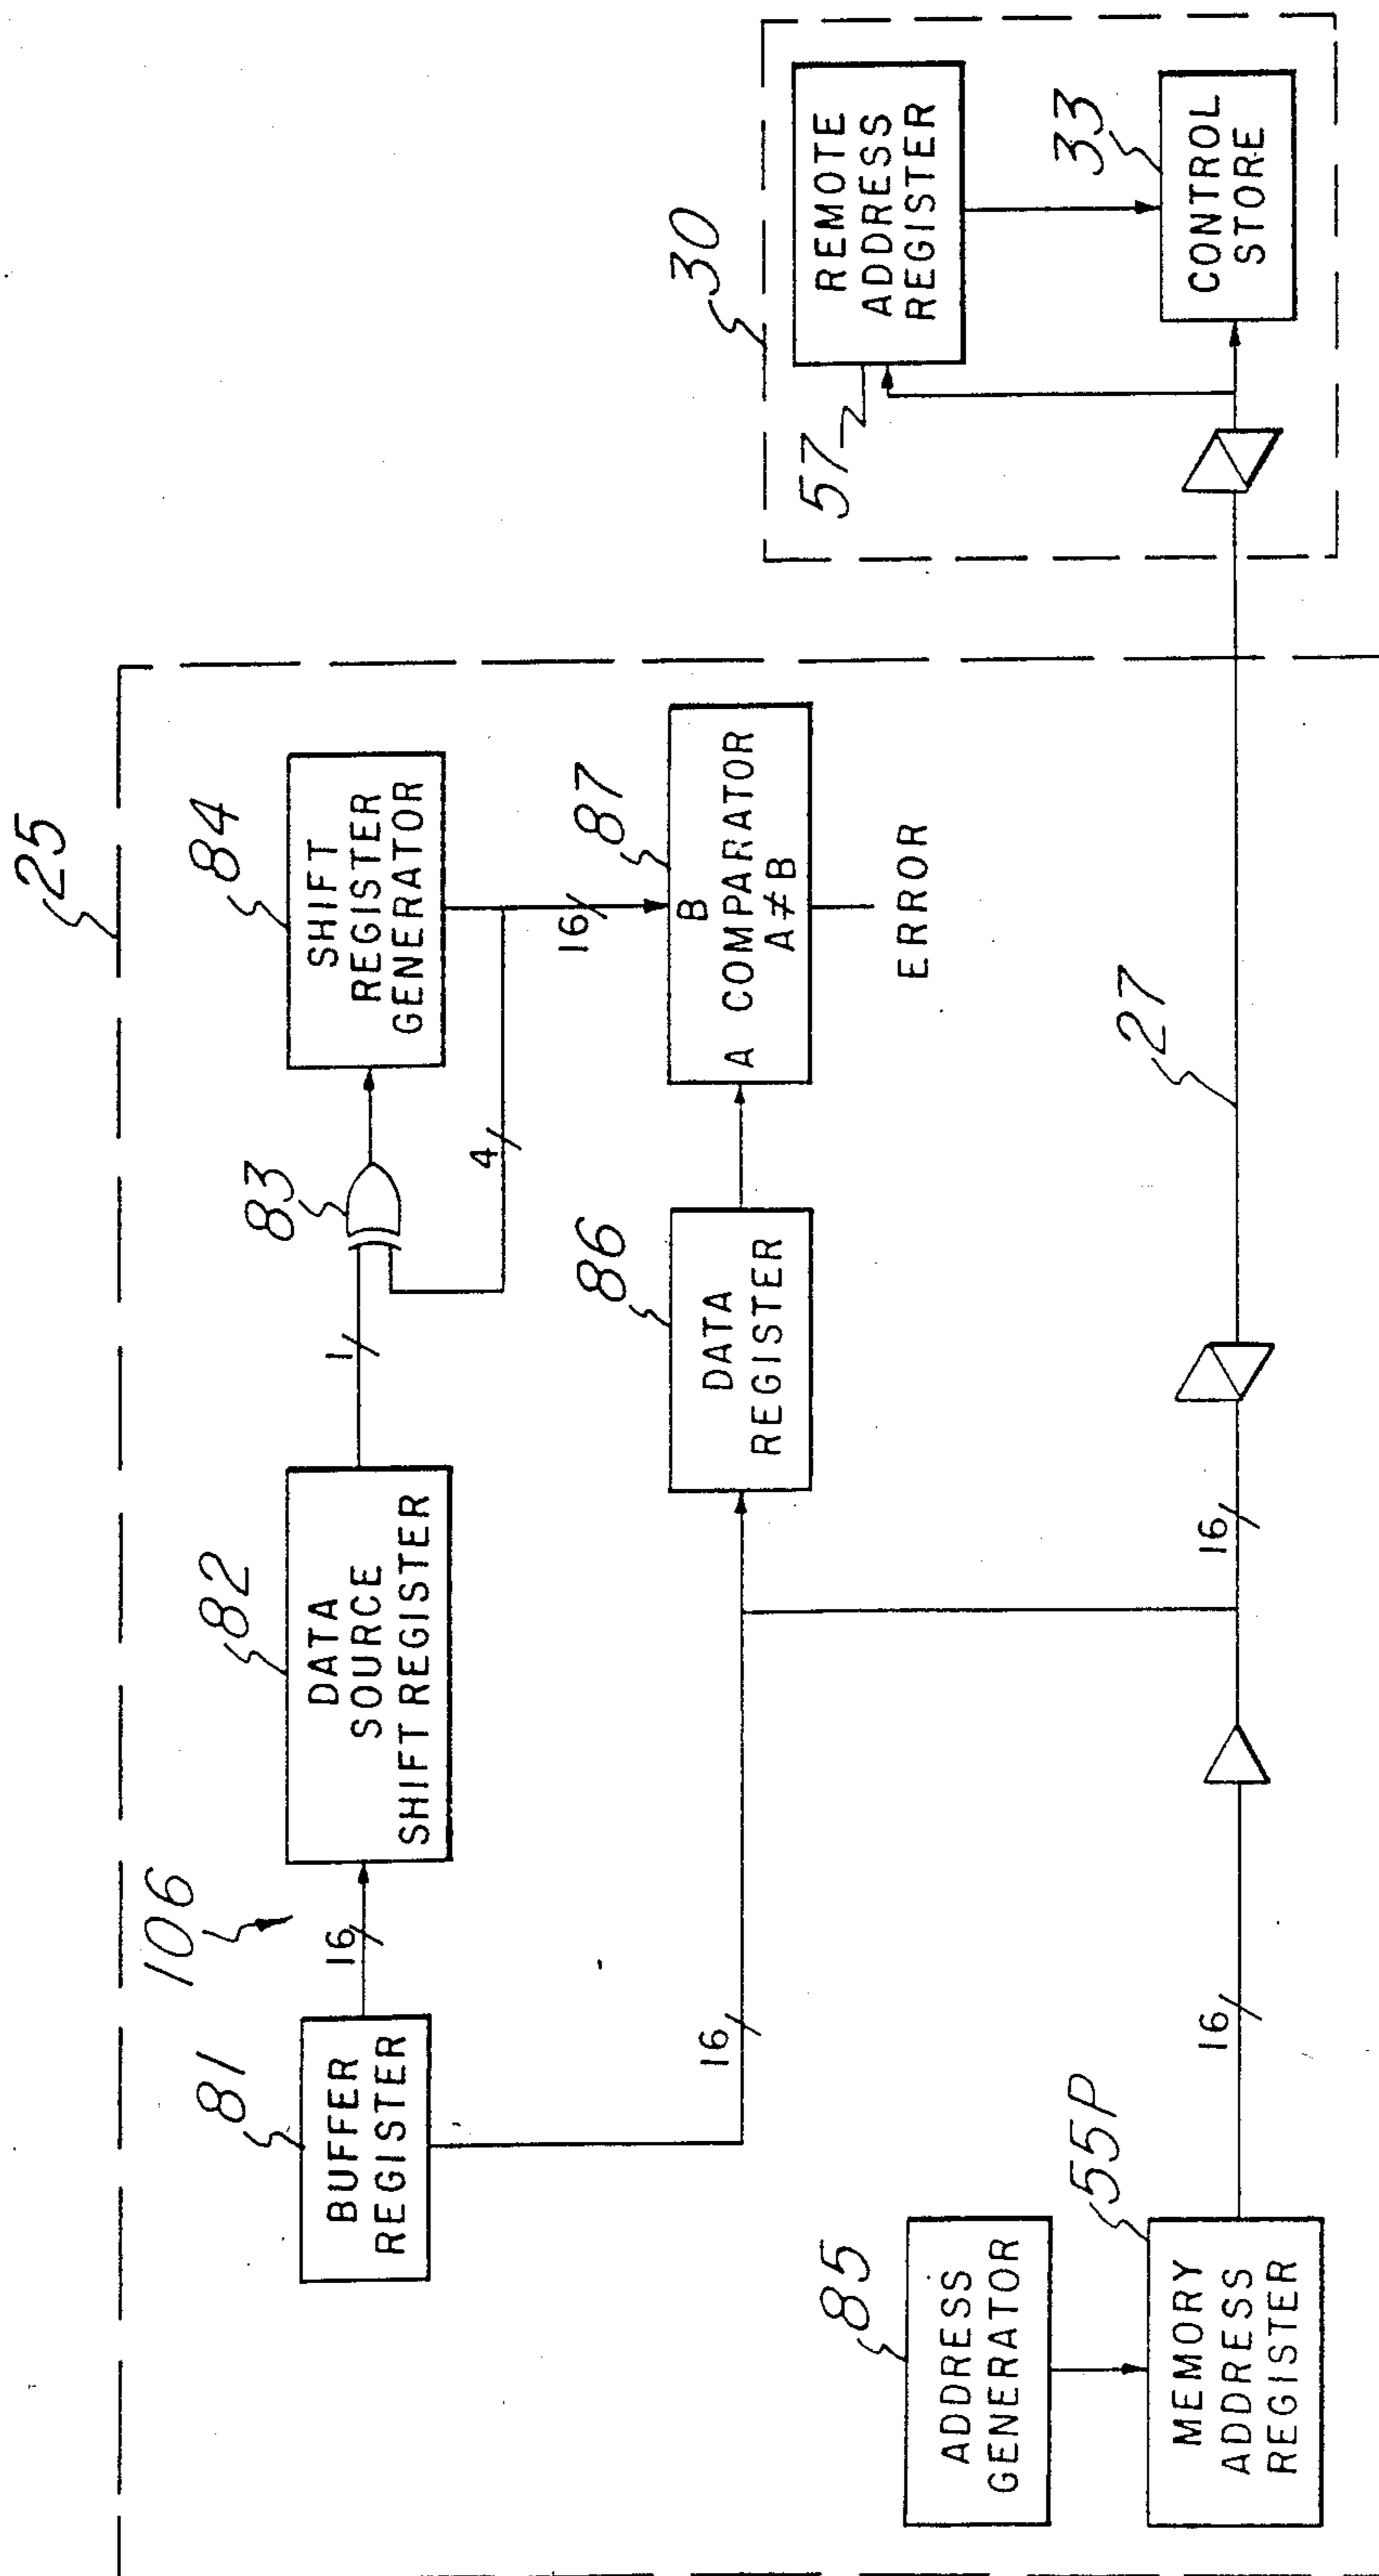 25
106
81
BUFFER
REGISTER
16
82
DATA
SOURCE
SHIFT REGISTER
1
83
84
SHIFT
REGISTER
GENERATOR
4
16
16
86
DATA
REGISTER
87
B
A COMPARATOR
A≠B
ERROR
85
ADDRESS
GENERATOR
55P
MEMORY
ADDRESS
REGISTER
16
16
27
30
57
REMOTE
ADDRESS
REGISTER
33
CONTROL
STORE